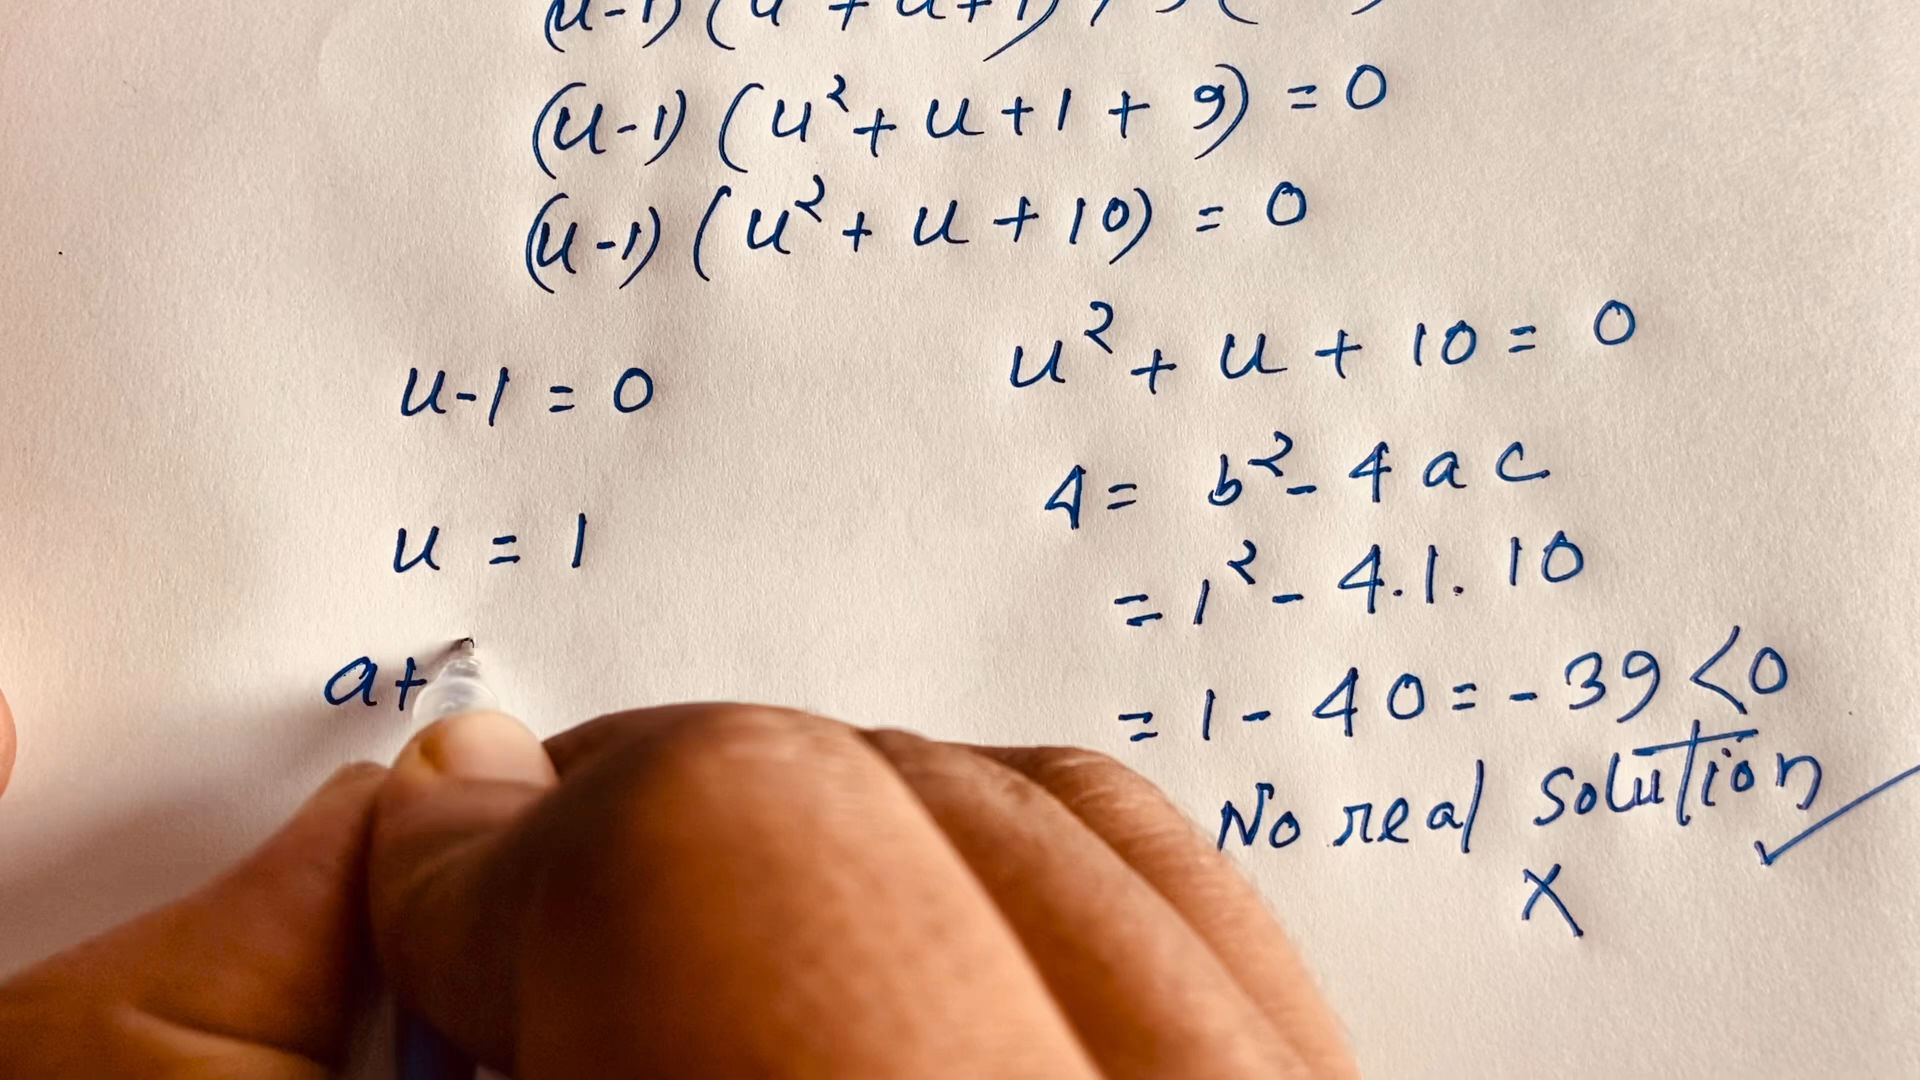 (u-1)(u²+u+1+9)=0
(u-1)(u²+u+10)=0
u-1=0
u=1
a+
u²+u+10=0
Δ=b²-4ac
=1²-4.1.10
=1-40=-39<0
No real solution ✓
X